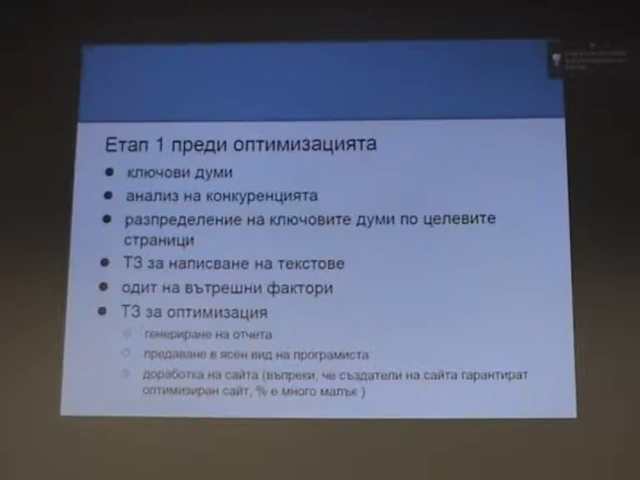 Етап 1 преди оптимизацията
ключови думи
анализ на конкуренцията
разпределение на ключовите думи по целевите
страници
ТЗ за написване на текстове
одит на вътрешни фактори
ТЗ за оптимизация
генериране на отчета
предаване в ясен вид на програмиста
доработка на сайта (въпреки, че създатели на сайта гарантират
оптимизиран сайт, % е много малък )